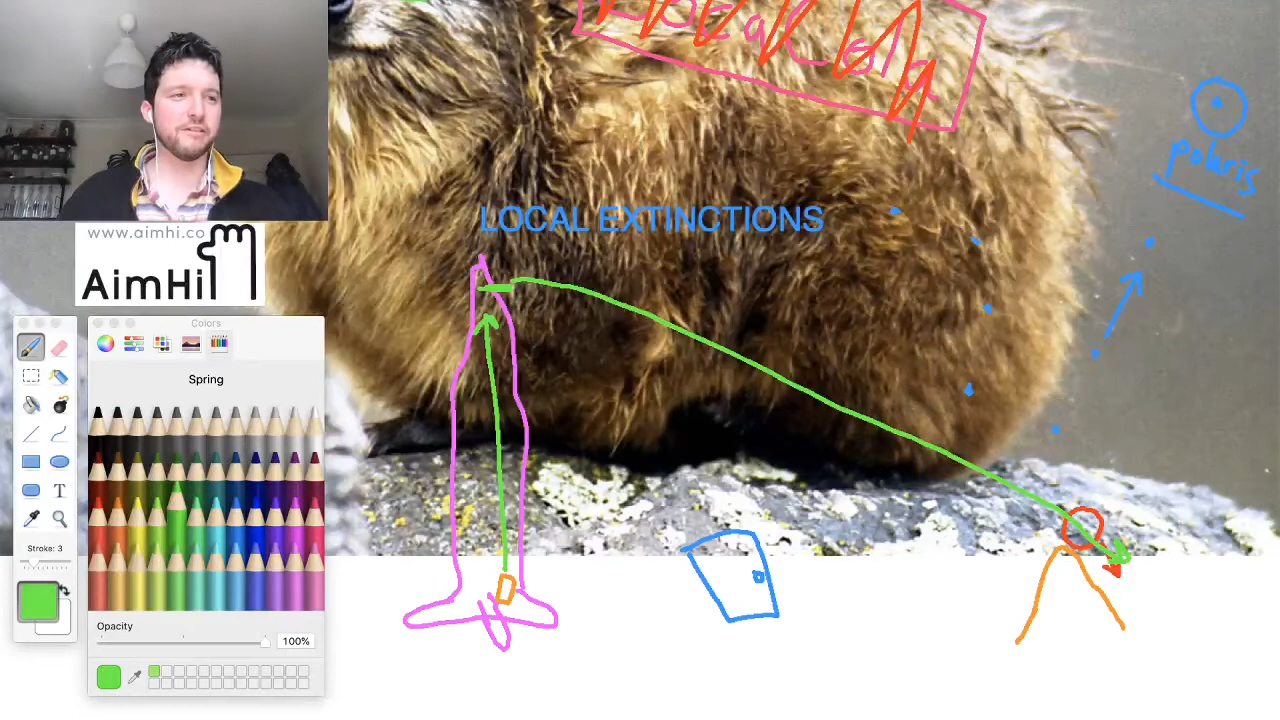 LOCAL EXTINCTIONS
polaris
www.aimhi.co
AimHi
Colors
Spring
T
Stroke: 3
Opacity
100%